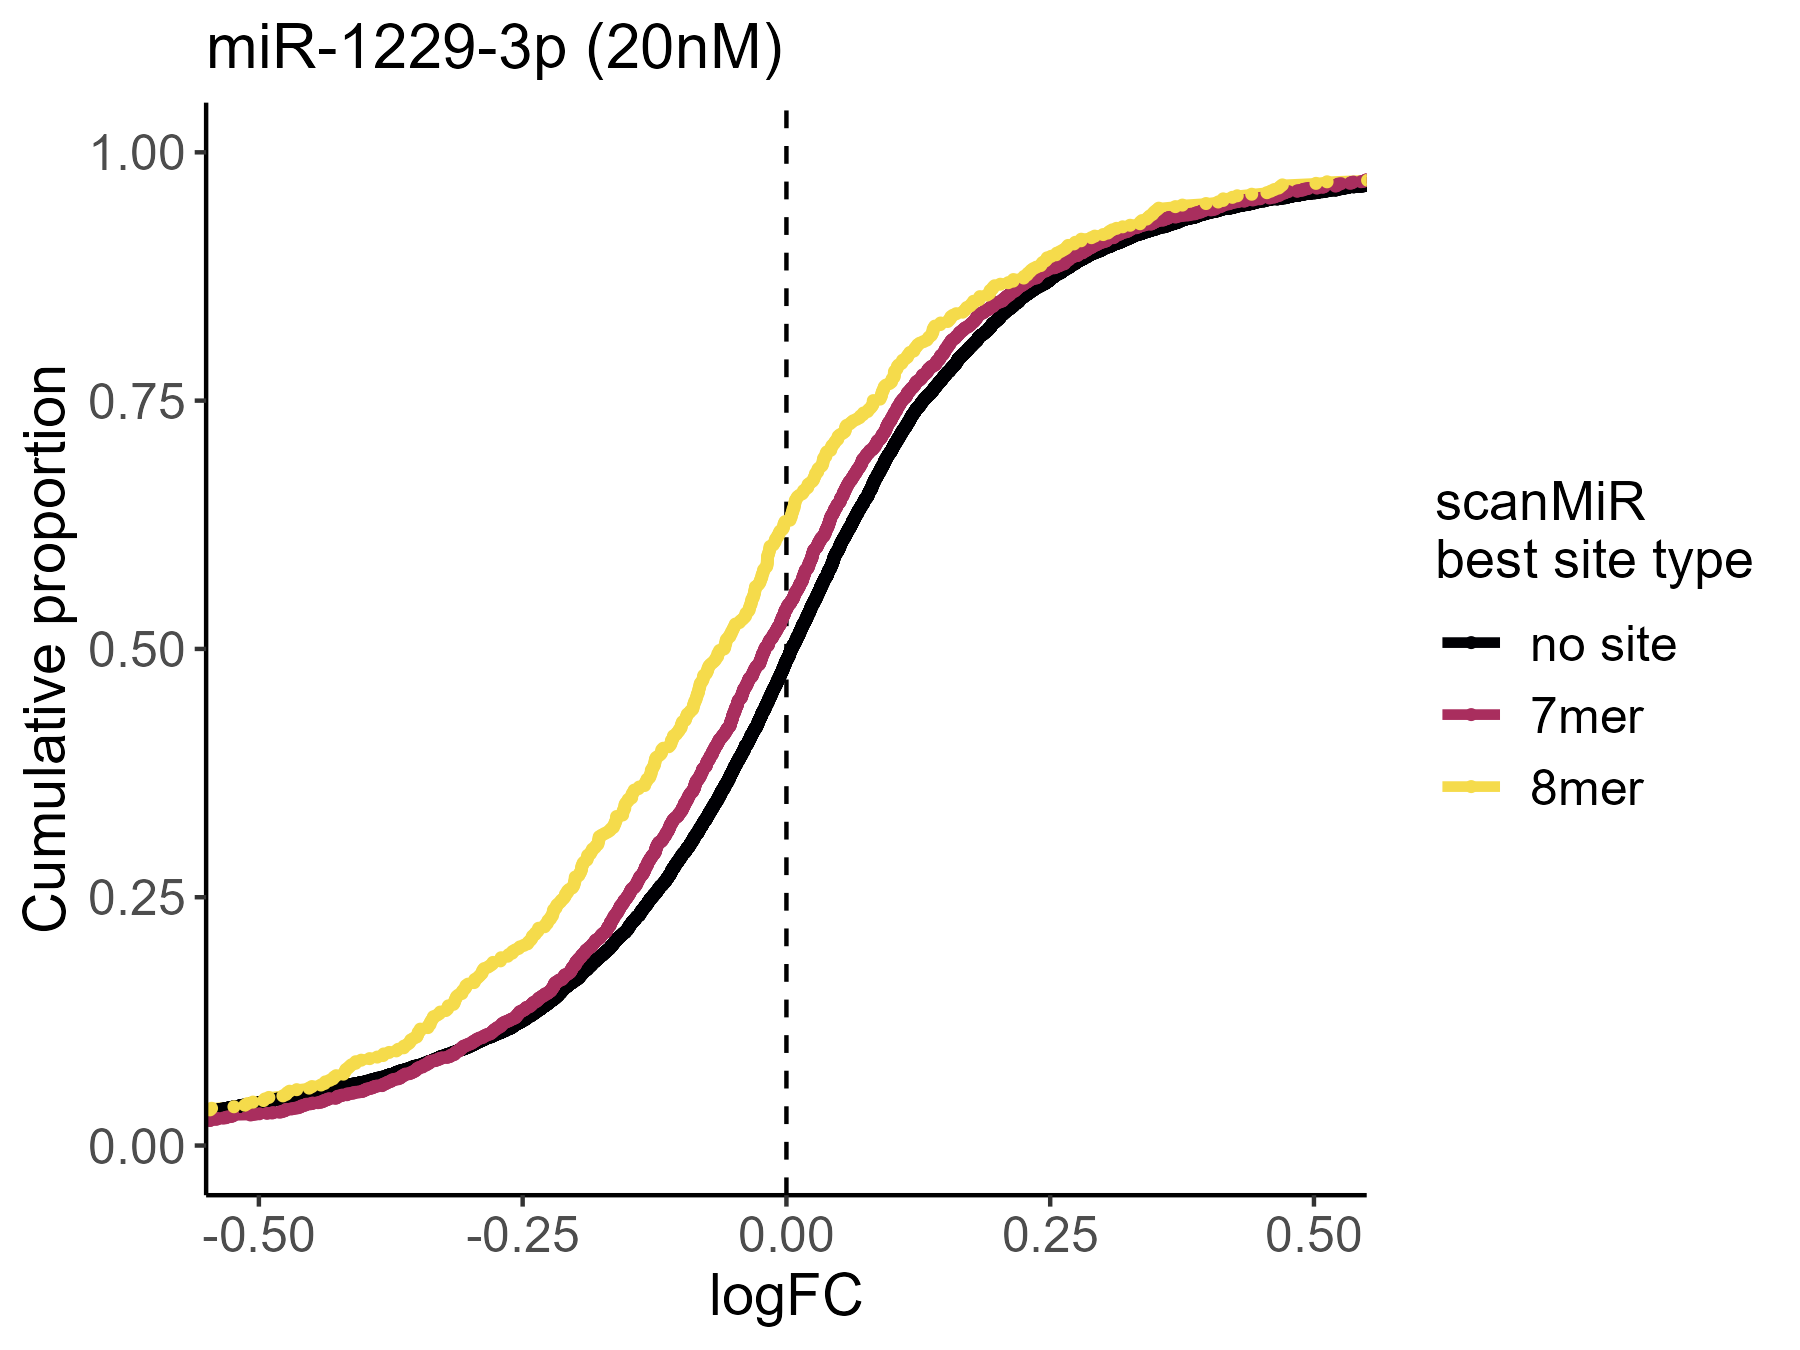 miR-1229-3p (20nM)
1.00
0.75
0.50
0.25
0.00
Cumulative proportion
-0.50
-0.25
0.00
0.25
0.50
logFC
scanMiR
best site type
no site
7mer
8mer